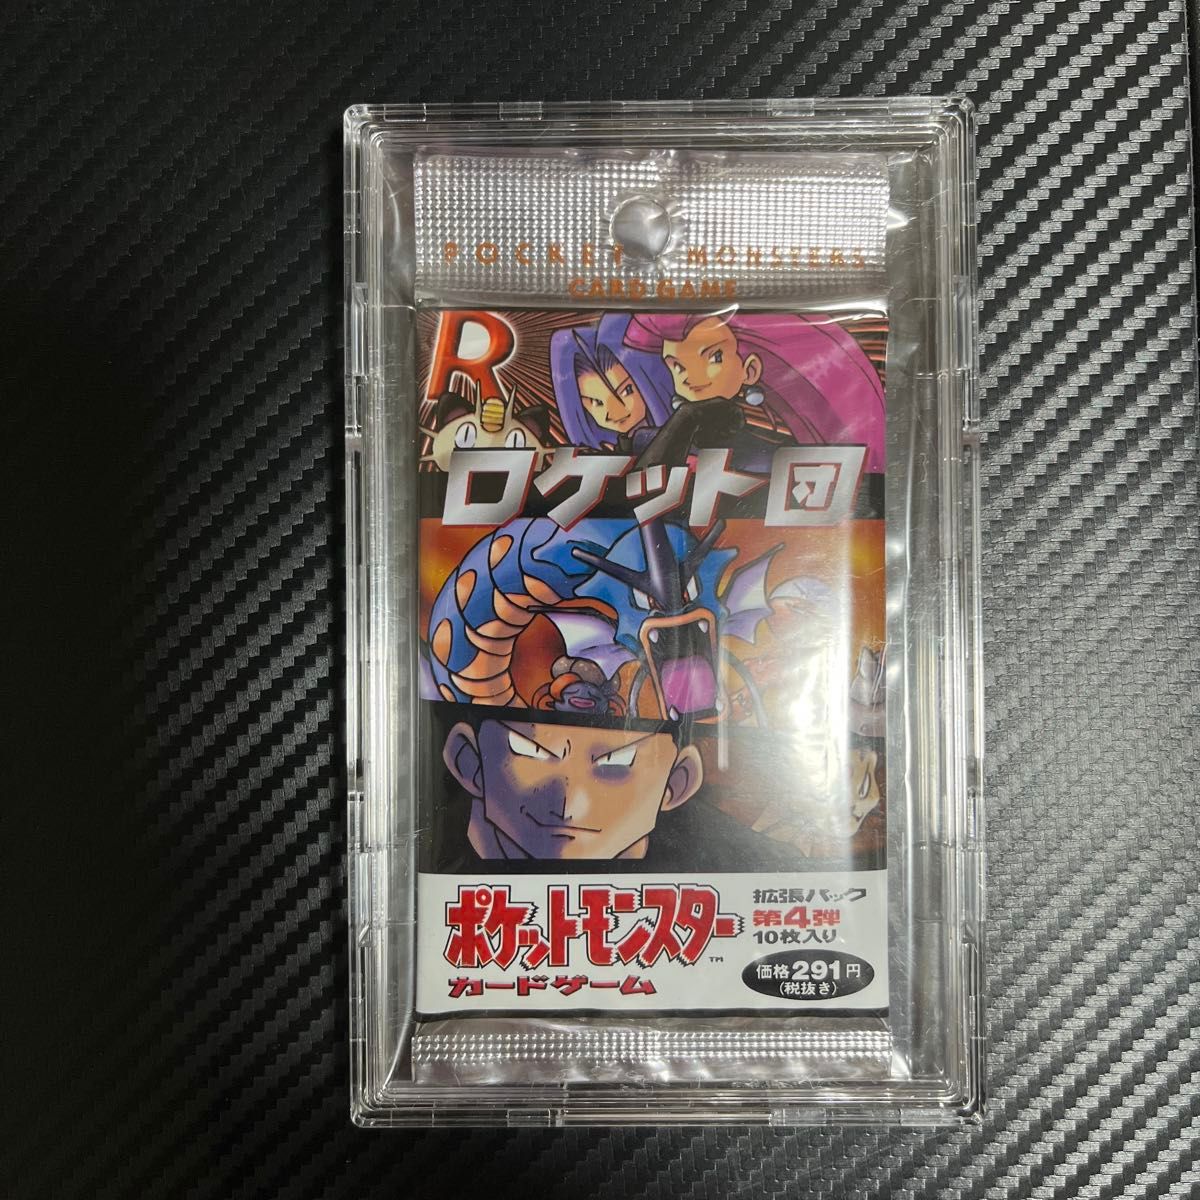 POCKET MONSTERS
CARD GAME
R
ロケット団
ポケットモンスター™
カードゲーム
拡張パック
第4弾
10枚入り
価格291円
(税抜き)